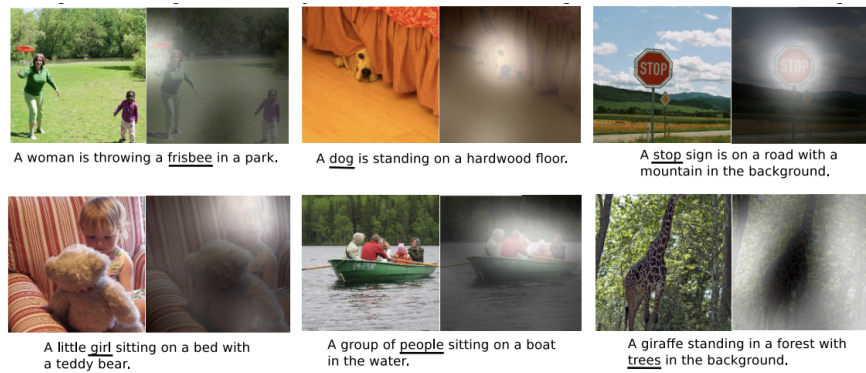 A woman is throwing a frisbee in a park.
A dog is standing on a hardwood floor.
STOP
STOP
A stop sign is on a road with a
mountain in the background.
A little girl sitting on a bed with
a teddy bear.
A group of people sitting on a boat
in the water.
A giraffe standing in a forest with
trees in the background.